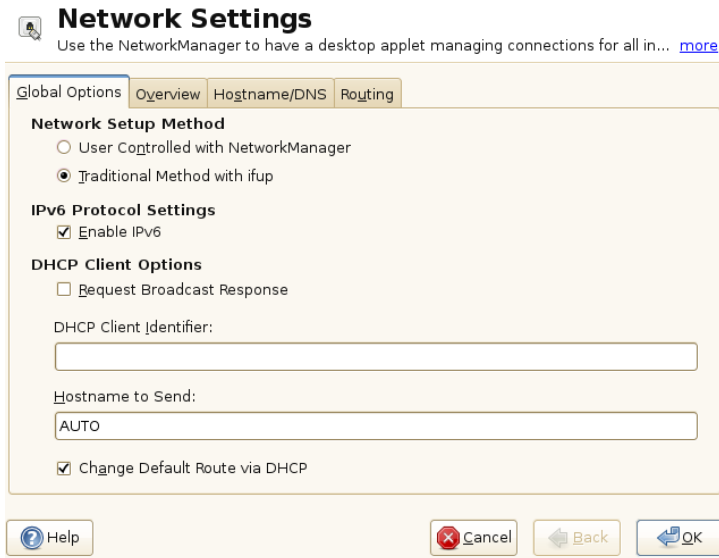 Network Settings
Use the NetworkManager to have a desktop applet managing connections for all in... more
Global Options Overview Hostname/DNS Routing
Network Setup Method
User Controlled with NetworkManager
Traditional Method with ifup
IPv6 Protocol Settings
Enable IPv6
DHCP Client Options
Request Broadcast Response
DHCP Client Identifier:
Hostname to Send:
AUTO
Change Default Route via DHCP
Help Cancel Back OK